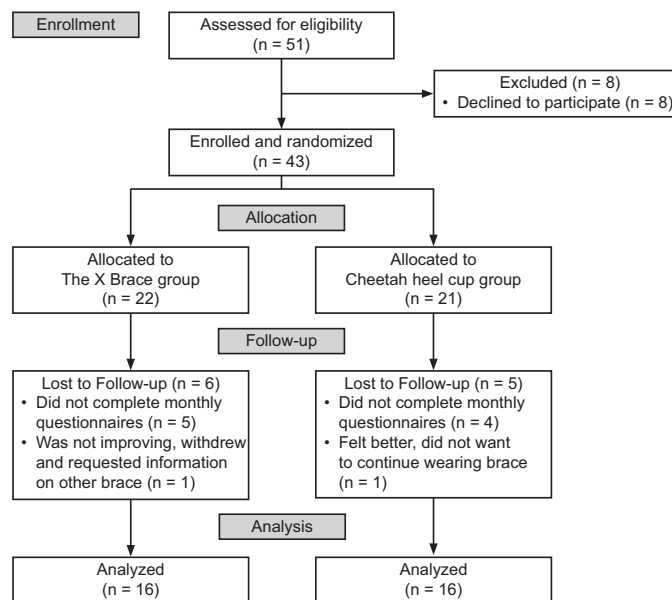 Enrollment
Assessed for eligibility
(n = 51)
Excluded (n = 8)
• Declined to participate (n = 8)
Enrolled and randomized
(n = 43)
Allocation
Allocated to
The X Brace group
(n = 22)
Allocated to
Cheetah heel cup group
(n = 21)
Follow-up
Lost to Follow-up (n = 6)
• Did not complete monthly
questionnaires (n = 5)
• Was not improving, withdrew
and requested information
on other brace (n = 1)
Lost to Follow-up (n = 5)
• Did not complete monthly
questionnaires (n = 4)
• Felt better, did not want
to continue wearing brace
(n = 1)
Analysis
Analyzed
(n = 16)
Analyzed
(n = 16)